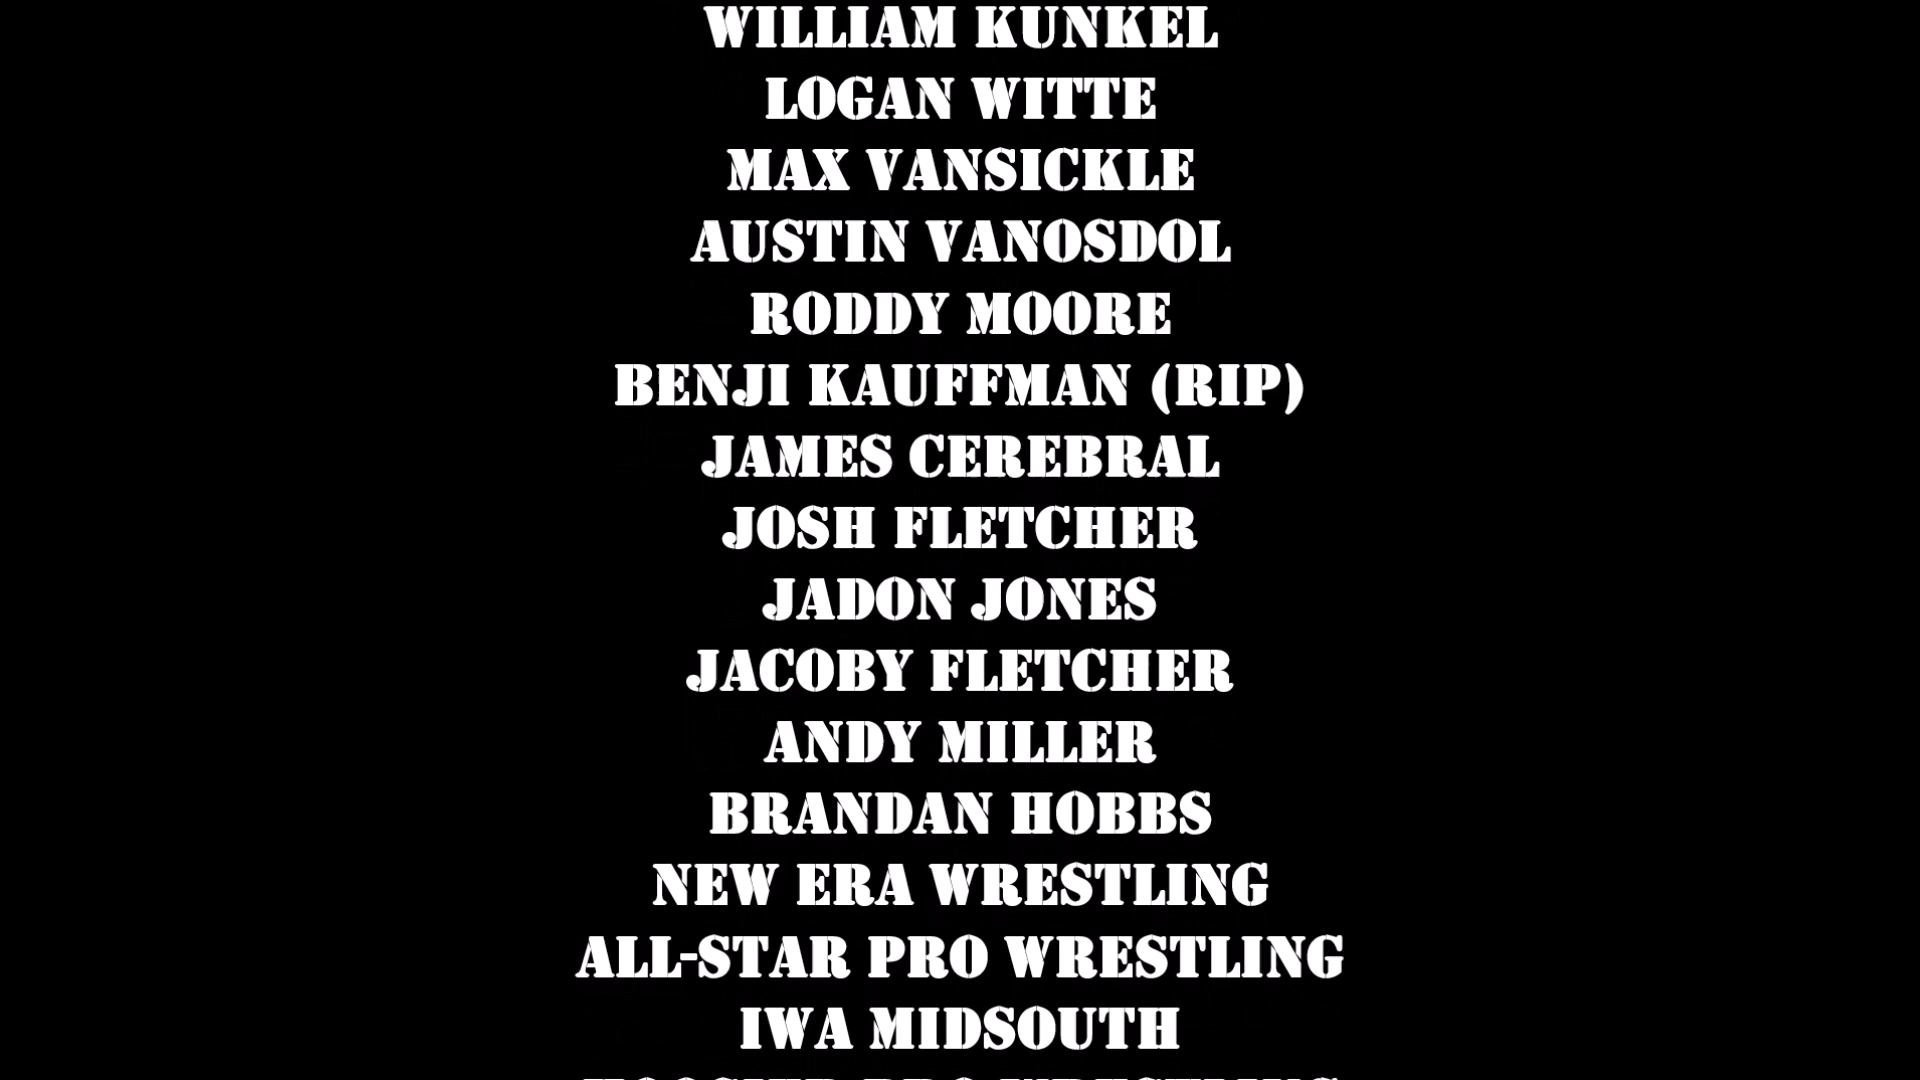 WILLIAM KUNKEL
LOGAN WITTE
MAX VANSICKLE
AUSTIN VANOSDOL
RODDY MOORE
BENJI KAUFFMAN (RIP)
JAMES CEREBRAL
JOSH FLETCHER
JADON JONES
JACOBY FLETCHER
ANDY MILLER
BRANDAN HOBBS
NEW ERA WRESTLING
ALL-STAR PRO WRESTLING
IWA MIDSOUTH